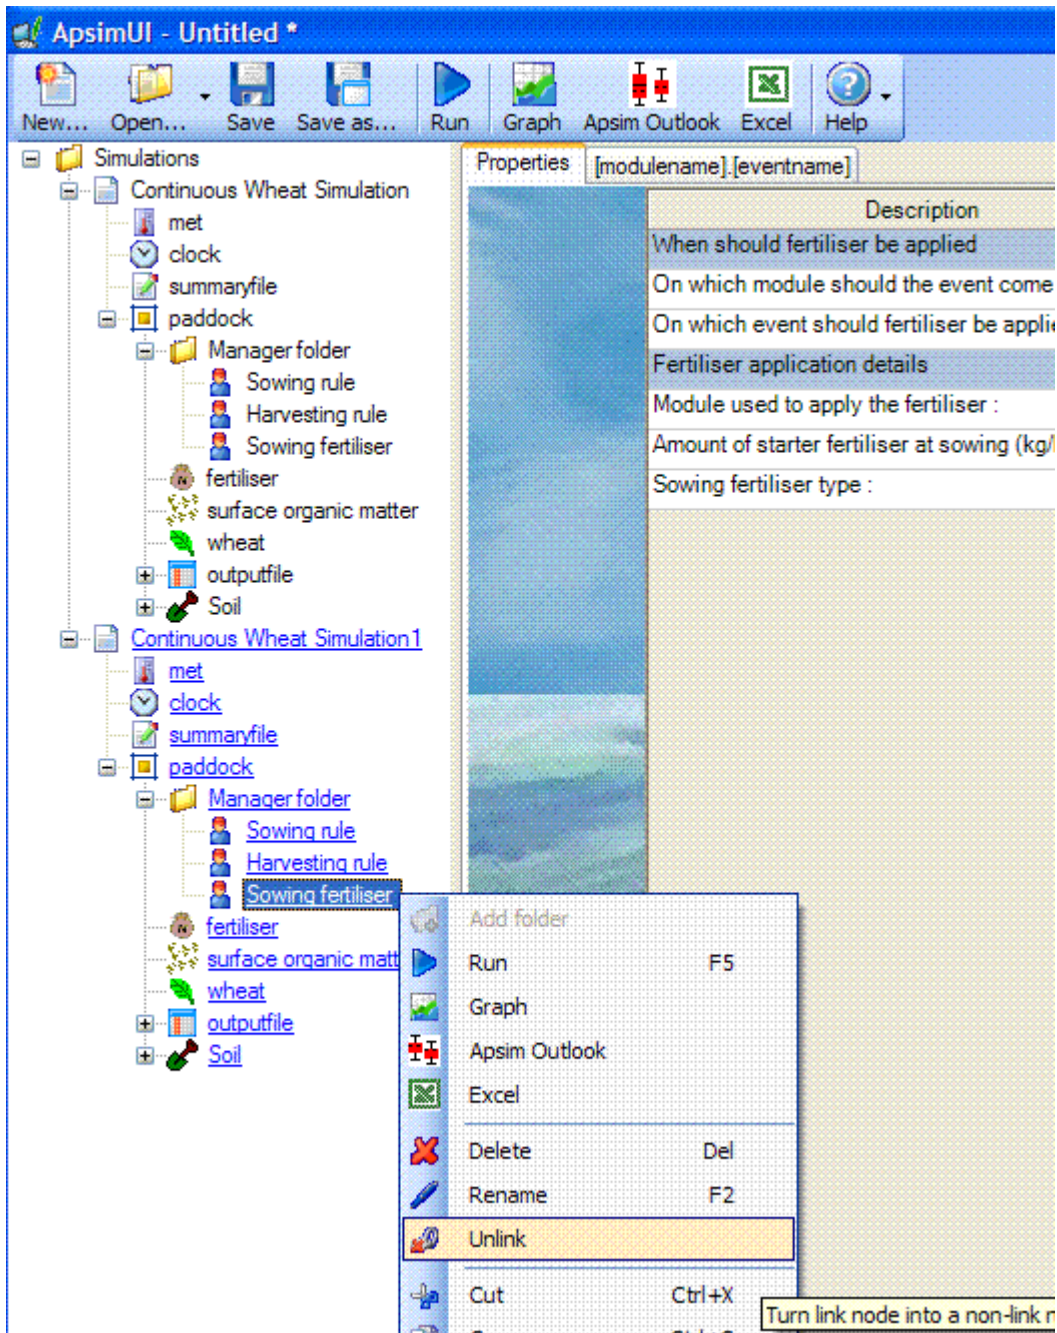 ApsimUI - Untitled *
New... Open... Save Save as... Run Graph Apsim Outlook Excel Help
Simulations
Continuous Wheat Simulation
met
clock
summaryfile
paddock
Manager folder
Sowing rule
Harvesting rule
Sowing fertiliser
fertiliser
surface organic matter
wheat
outputfile
Soil
Continuous Wheat Simulation1
met
clock
summaryfile
paddock
Manager folder
Sowing rule
Harvesting rule
Sowing fertiliser
fertiliser
surface organic matt
wheat
outputfile
Soil
Properties [modulename].[eventname]
Description
When should fertiliser be applied
On which module should the event come
On which event should fertiliser be applie
Fertiliser application details
Module used to apply the fertiliser :
Amount of starter fertiliser at sowing (kg/
Sowing fertiliser type :
Add folder
Run F5
Graph
Apsim Outlook
Excel
Delete Del
Rename F2
Unlink
Cut Ctrl+X
Turn link node into a non-link